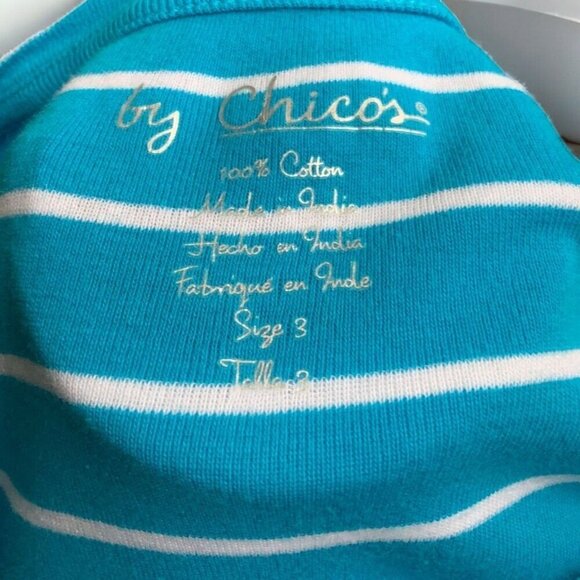 by Chico's®
100% Cotton
Made in India
Hecho en India
Fabriqué en Inde
Size 3
Talla 3